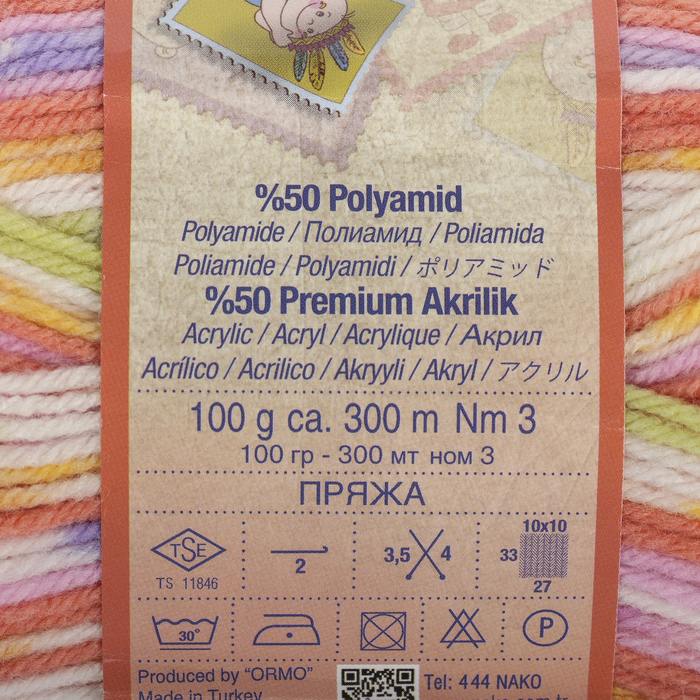 %50 Polyamid
Polyamide / Полиамид / Poliamida
Poliamide / Polyamidi / ポリアミッド
%50 Premium Akrilik
Acrylic / Acryl / Acrylique / Акрил
Acrílico / Acrilico / Akryyli / Akryl / アクリル
100 g ca. 300 m Nm 3
100 гр - 300 мт ном 3
ПРЯЖА
TSE
TS 11846
2
3,5 4
10x10
33
27
30°
P
Produced by “ORMO”
Made in Turkey
Tel: 444 NAKO